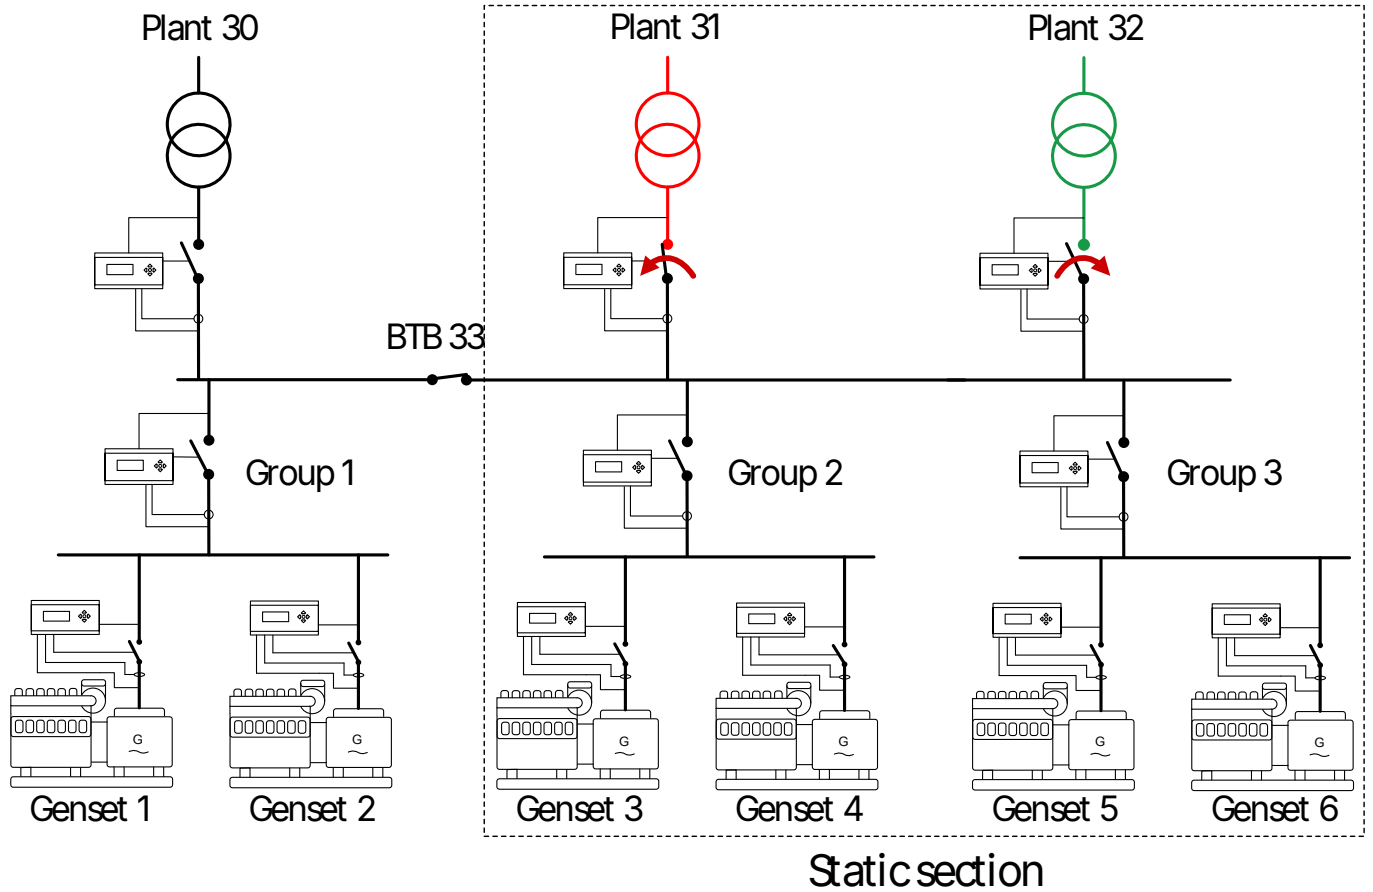 Plant 30
Plant 31
Plant 32
BTB 33
Group 1
Group 2
Group 3
G
G
G
G
G
G
Genset 1
Genset 2
Genset 3
Genset 4
Genset 5
Genset 6
Static section